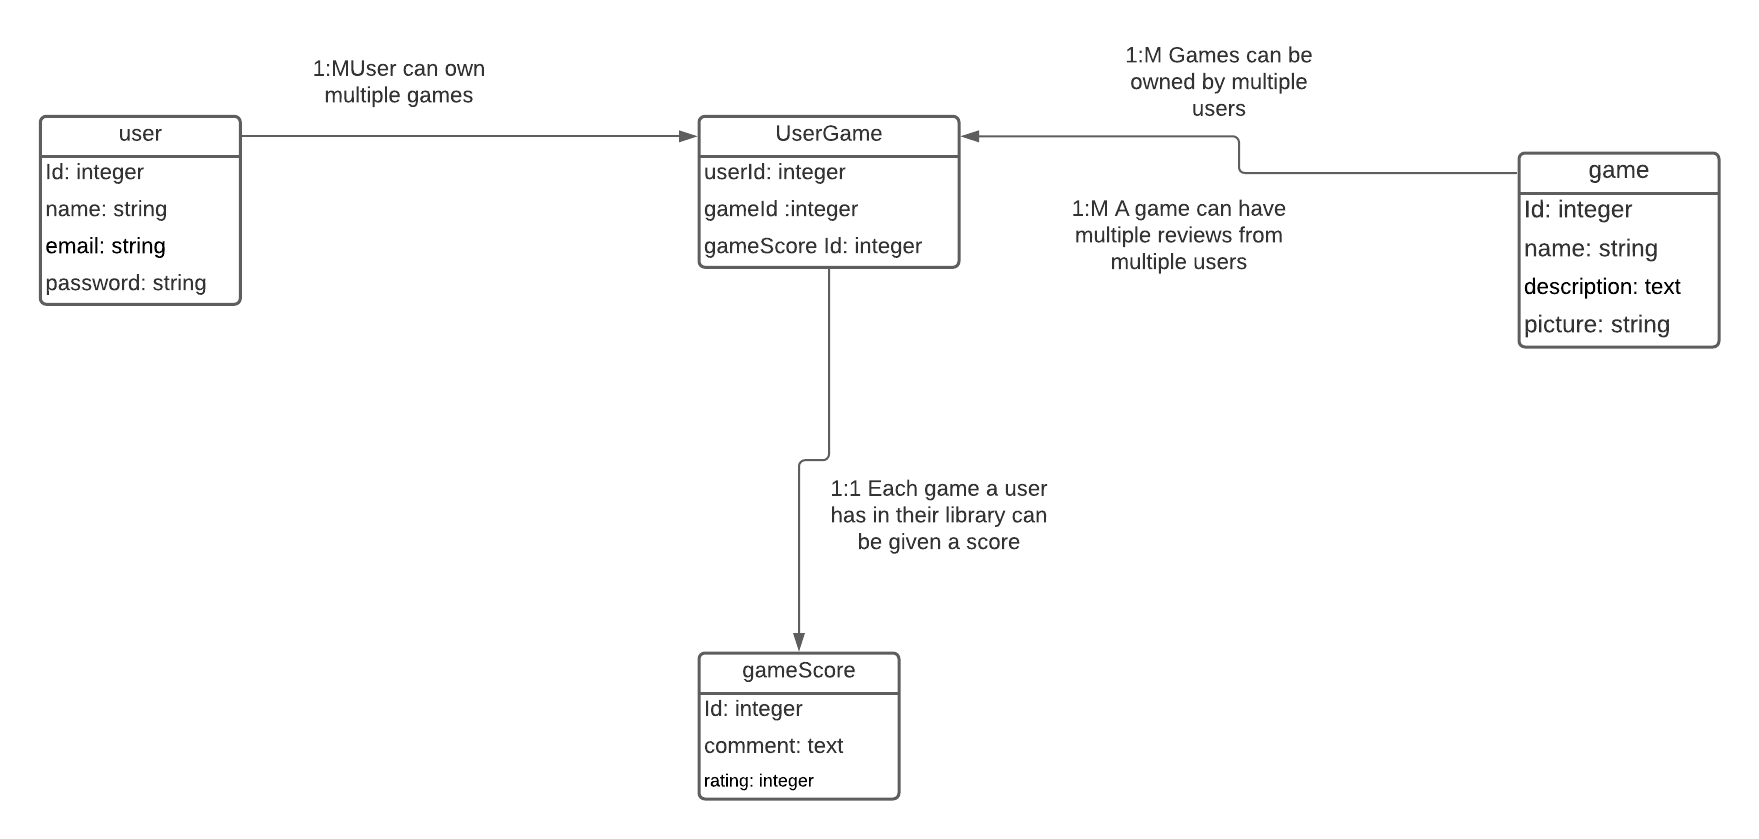 1:MUser can own
multiple games
1:M Games can be
owned by multiple
users
user
Id: integer
name: string
email: string
password: string
UserGame
userId: integer
gameId :integer
gameScore Id: integer
1:M A game can have
multiple reviews from
multiple users
game
Id: integer
name: string
description: text
picture: string
1:1 Each game a user
has in their library can
be given a score
gameScore
Id: integer
comment: text
rating: integer